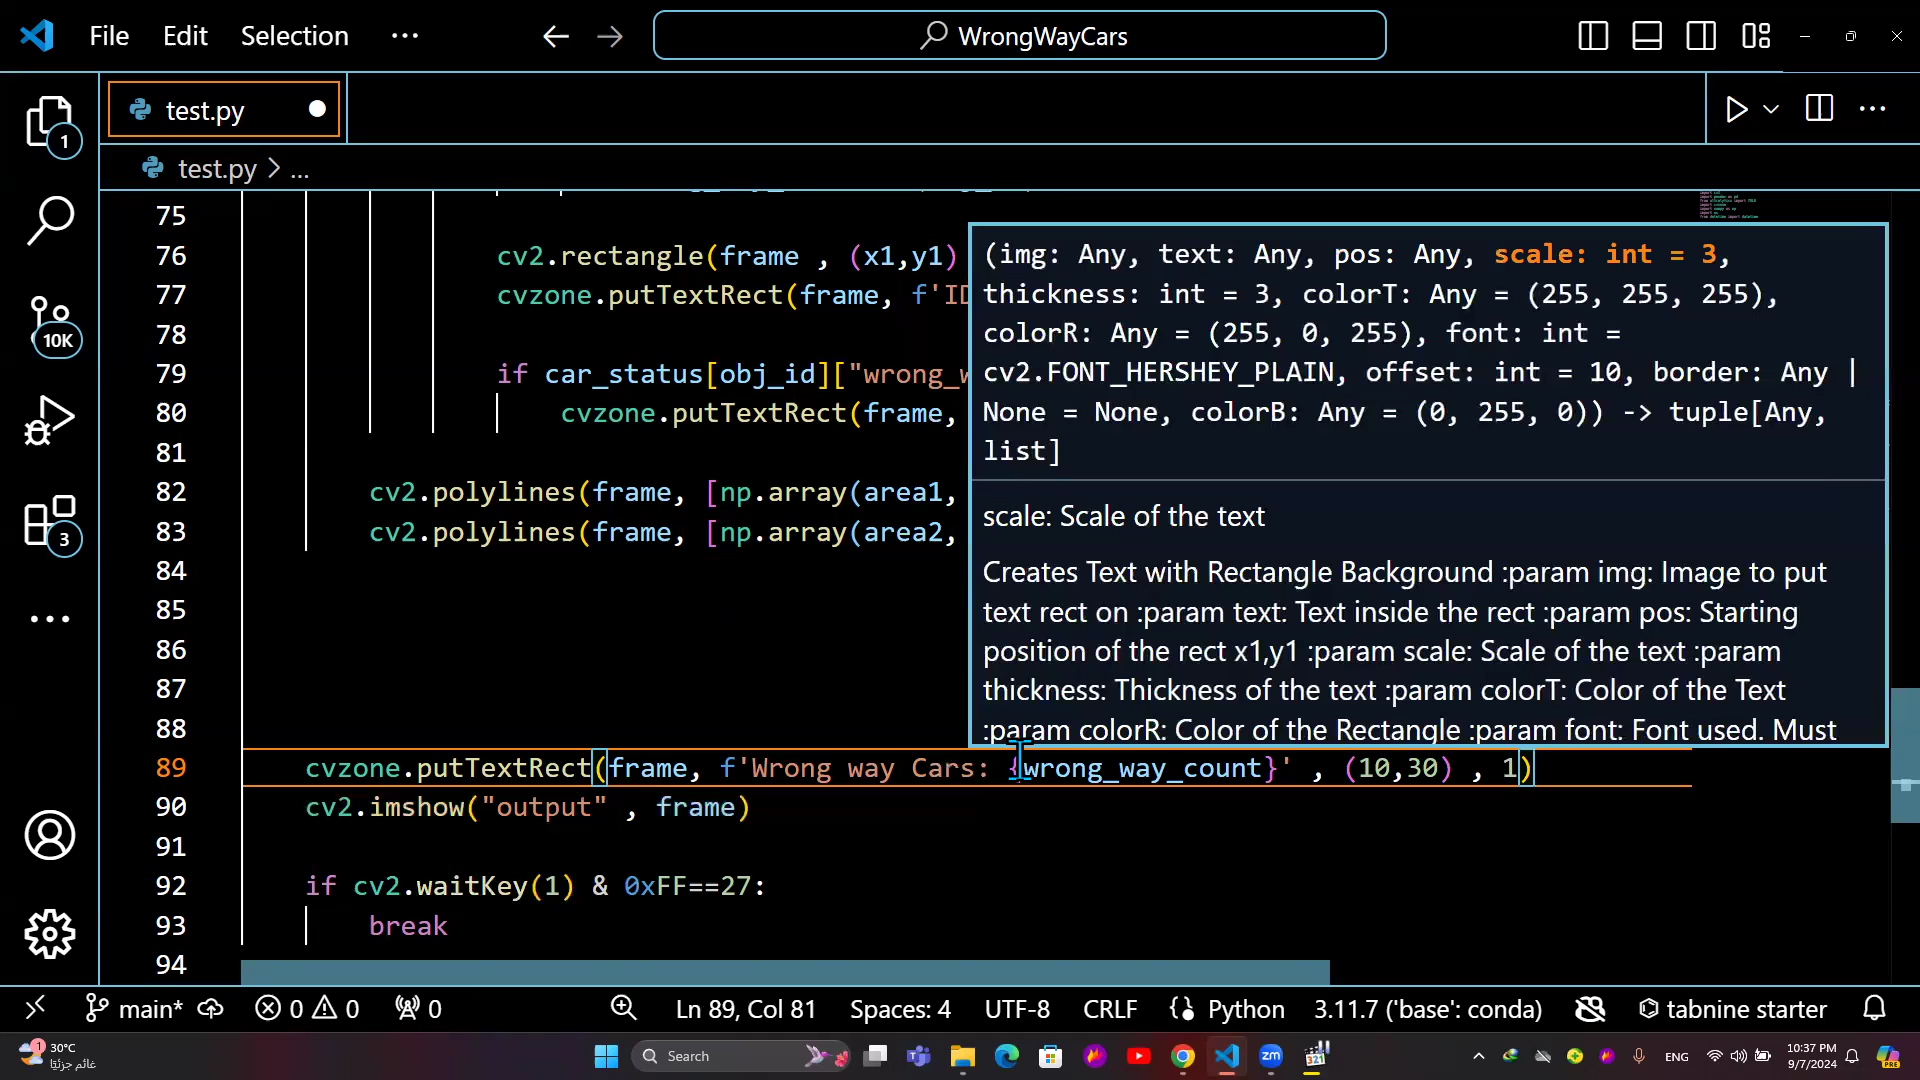 File Edit Selection ... WrongWayCars
test.py
1
test.py > ...
75
76 cv2.rectangle(frame , (x1,y1)
77 cvzone.putTextRect(frame, f'ID
78
79 if car_status[obj_id]["wrong_w
80 cvzone.putTextRect(frame,
81
82 cv2.polylines(frame, [np.array(area1,
83 cv2.polylines(frame, [np.array(area2,
84
85
86
87
88
(img: Any, text: Any, pos: Any, scale: int = 3,
thickness: int = 3, colorT: Any = (255, 255, 255),
colorR: Any = (255, 0, 255), font: int =
cv2.FONT_HERSHEY_PLAIN, offset: int = 10, border: Any |
None = None, colorB: Any = (0, 255, 0)) -> tuple[Any,
list]
scale: Scale of the text
Creates Text with Rectangle Background :param img: Image to put
text rect on :param text: Text inside the rect :param pos: Starting
position of the rect x1,y1 :param scale: Scale of the text :param
thickness: Thickness of the text :param colorT: Color of the Text
:param colorR: Color of the Rectangle :param font: Font used. Must
89 cvzone.putTextRect(frame, f'Wrong way Cars: {wrong_way_count}' , (10,30) , 1)
90 cv2.imshow("output" , frame)
91
92 if cv2.waitKey(1) & 0xFF==27:
93 break
94
10K
3
main* 0 0 0 Ln 89, Col 81 Spaces: 4 UTF-8 CRLF Python 3.11.7 ('base': conda) tabnine starter
1 30°C
غائم جزئيًا
Search
zm
321
ENG
10:37 PM
9/7/2024
PRE